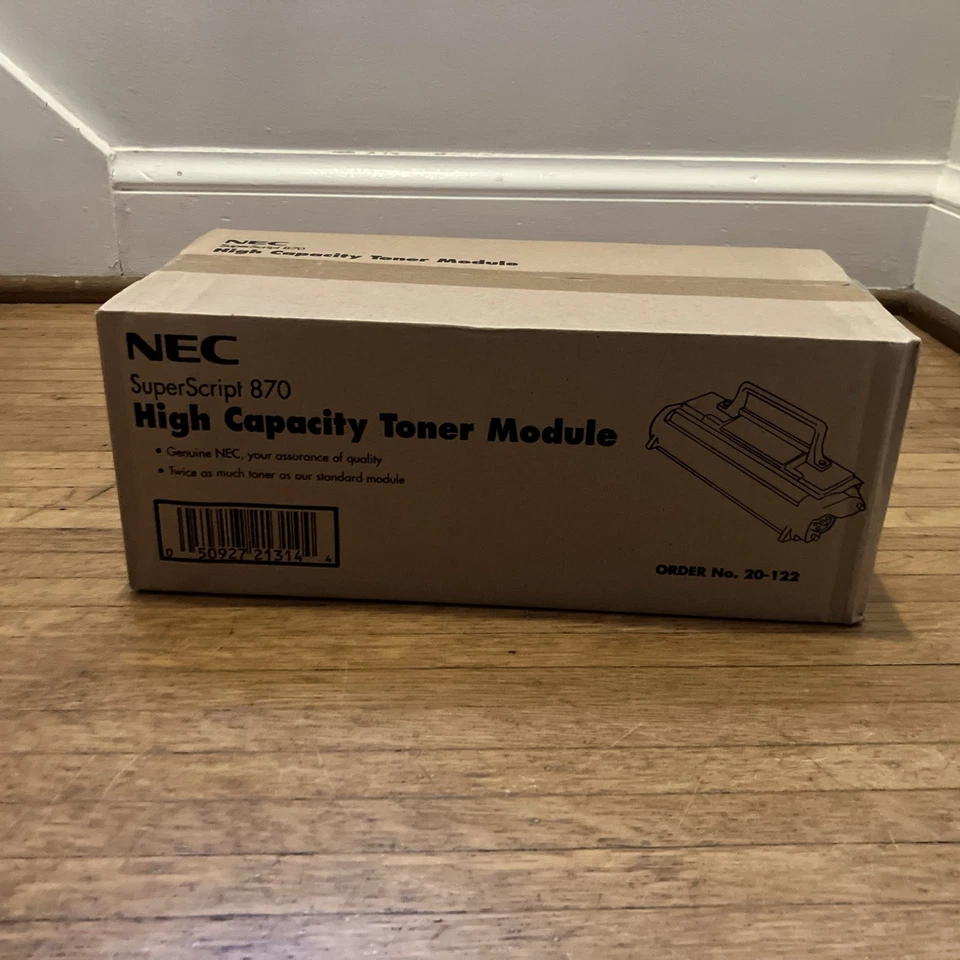 NEC
SuperScript 870
High Capacity Toner Module
NEC
SuperScript 870
High Capacity Toner Module
• Genuine NEC, your assurance of quality
• Twice as much toner as our standard module
0 50927 21314 4
ORDER No. 20-122